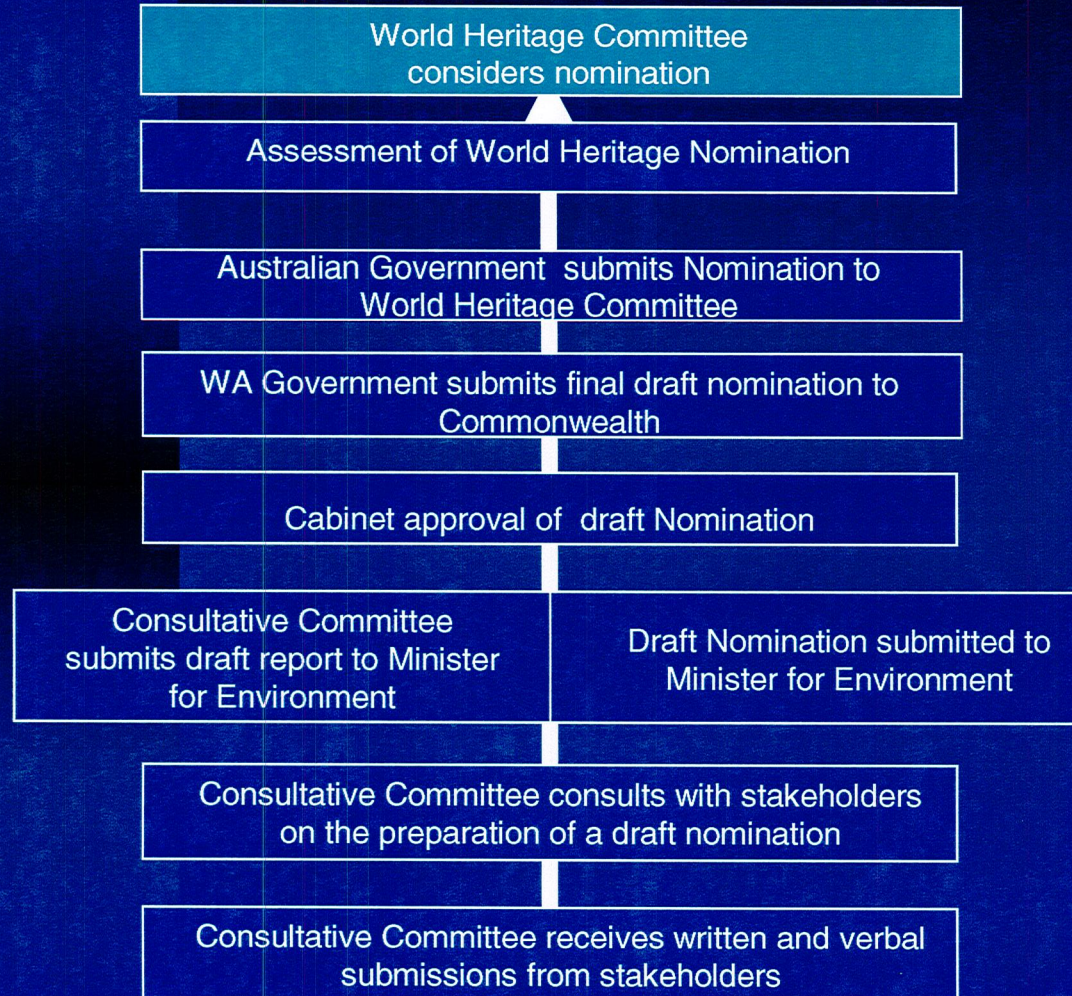 World Heritage Committee
considers nomination
Assessment of World Heritage Nomination
Australian Government submits Nomination to
World Heritage Committee
WA Government submits final draft nomination to
Commonwealth
Cabinet approval of draft Nomination
Consultative Committee
submits draft report to Minister
for Environment
Draft Nomination submitted to
Minister for Environment
Consultative Committee consults with stakeholders
on the preparation of a draft nomination
Consultative Committee receives written and verbal
submissions from stakeholders